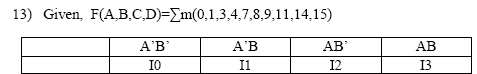 13) Given, F(A,B,C,D)=∑m(0,1,3,4,7,8,9,11,14,15)
A’B’ A’B AB’ AB
I0 I1 I2 I3